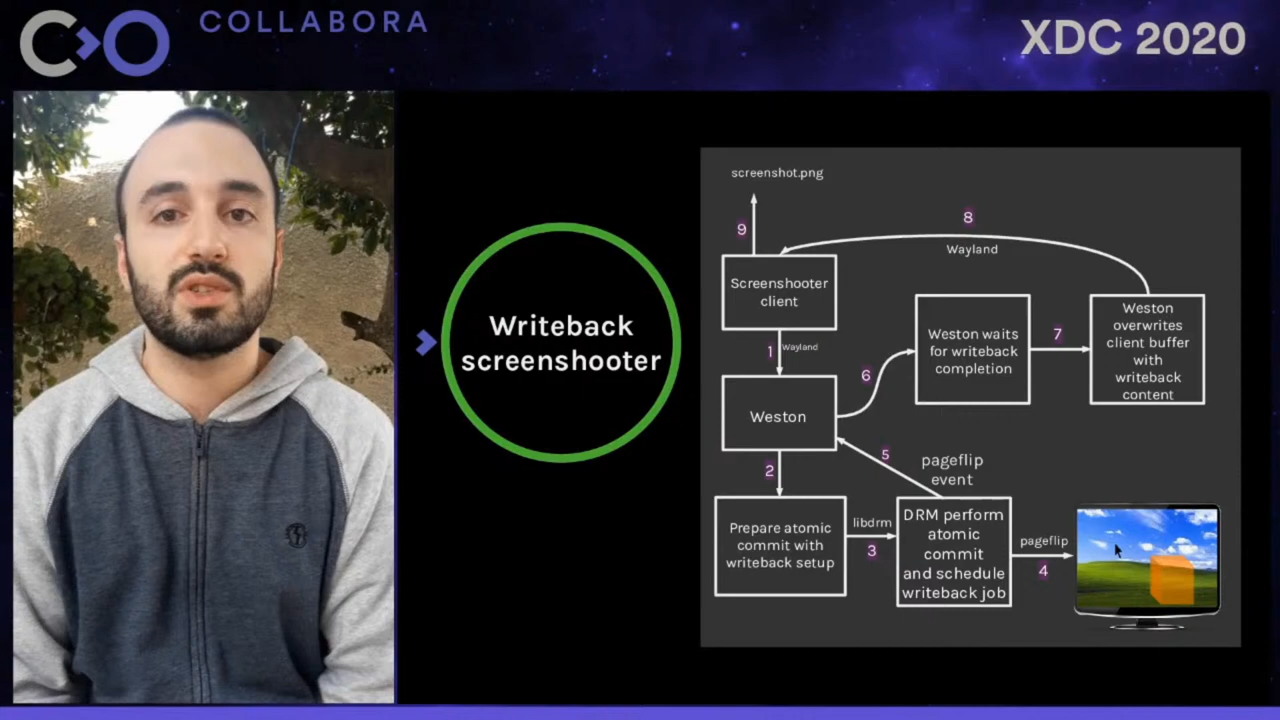 COLLABORA
XDC 2020
Writeback
screenshooter
screenshot.png
9
8
Wayland
Screenshooter
client
1
Wayland
Weston waits
for writeback
completion
7
Weston
overwrites
client buffer
with
writeback
content
6
Weston
5
pageflip
event
2
Prepare atomic
commit with
writeback setup
libdrm
3
DRM perform
atomic
commit
and schedule
writeback job
pageflip
4